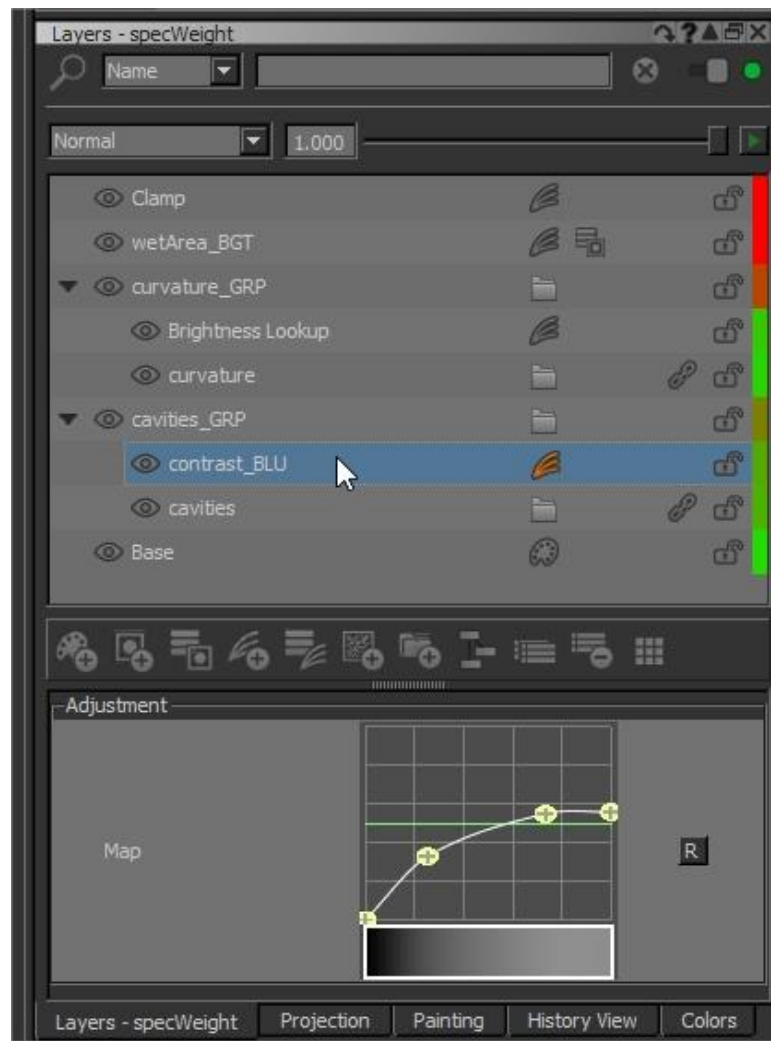 Layers - specWeight
Name
Normal 1.000
Clamp
wetArea_BGT
curvature_GRP
Brightness Lookup
curvature
cavities_GRP
contrast_BLU
cavities
Base
Adjustment
Map R
Layers - specWeight Projection Painting History View Colors